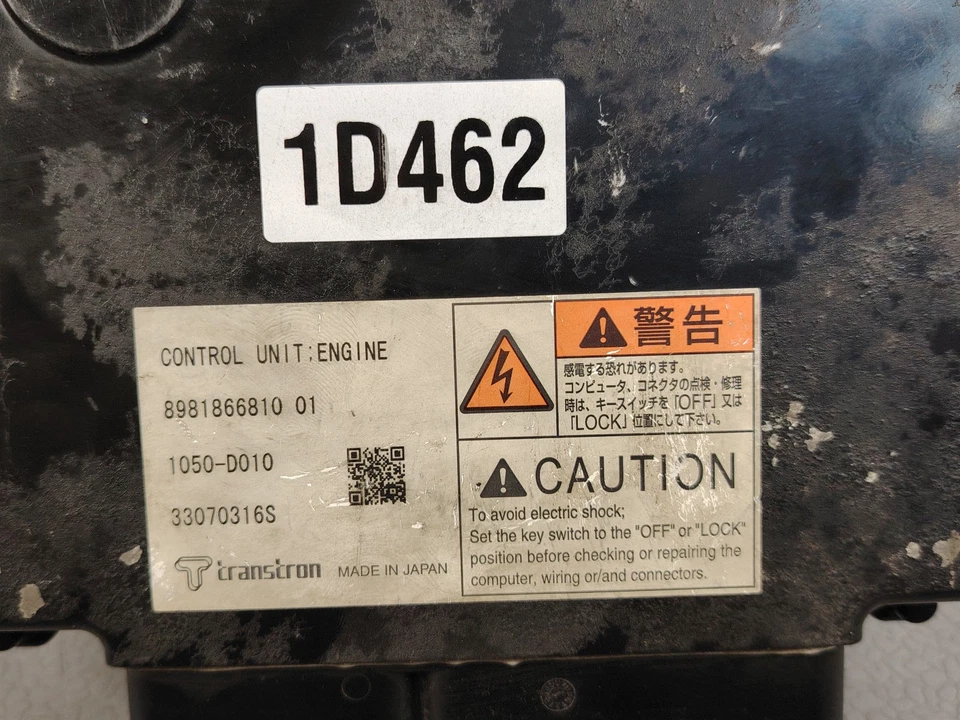 1D462
CONTROL UNIT;ENGINE
8981866810 01
1050-D010
33070316S
transtron MADE IN JAPAN
警告
感電する恐れがあります。
コンピュータ、コネクタの点検・修理
時は、キースイッチを「OFF」又は
「LOCK」位置にして下さい。
CAUTION
To avoid electric shock;
Set the key switch to the "OFF" or "LOCK"
position before checking or repairing the
computer, wiring or/and connectors.